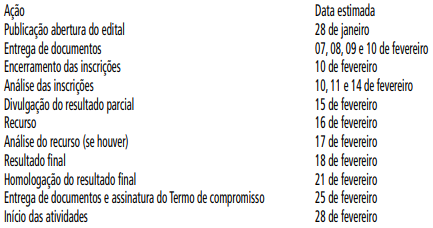 Ação Data estimada
Publicação abertura do edital 28 de janeiro
Entrega de documentos 07, 08, 09 e 10 de fevereiro
Encerramento das inscrições 10 de fevereiro
Análise das inscrições 10, 11 e 14 de fevereiro
Divulgação do resultado parcial 15 de fevereiro
Recurso 16 de fevereiro
Análise do recurso (se houver) 17 de fevereiro
Resultado final 18 de fevereiro
Homologação do resultado final 21 de fevereiro
Entrega de documentos e assinatura do Termo de compromisso 25 de fevereiro
Início das atividades 28 de fevereiro